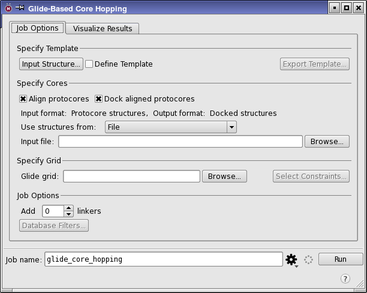 Glide-Based Core Hopping
Job Options Visualize Results
Specify Template
Input Structure... Define Template Export Template...
Specify Cores
Align protocores Dock aligned protocores
Input format: Protocore structures, Output format: Docked structures
Use structures from: File
Input file: Browse...
Specify Grid
Glide grid: Browse... Select Constraints...
Job Options
Add 0 linkers
Database Filters...
Job name: glide_core_hopping Run
?